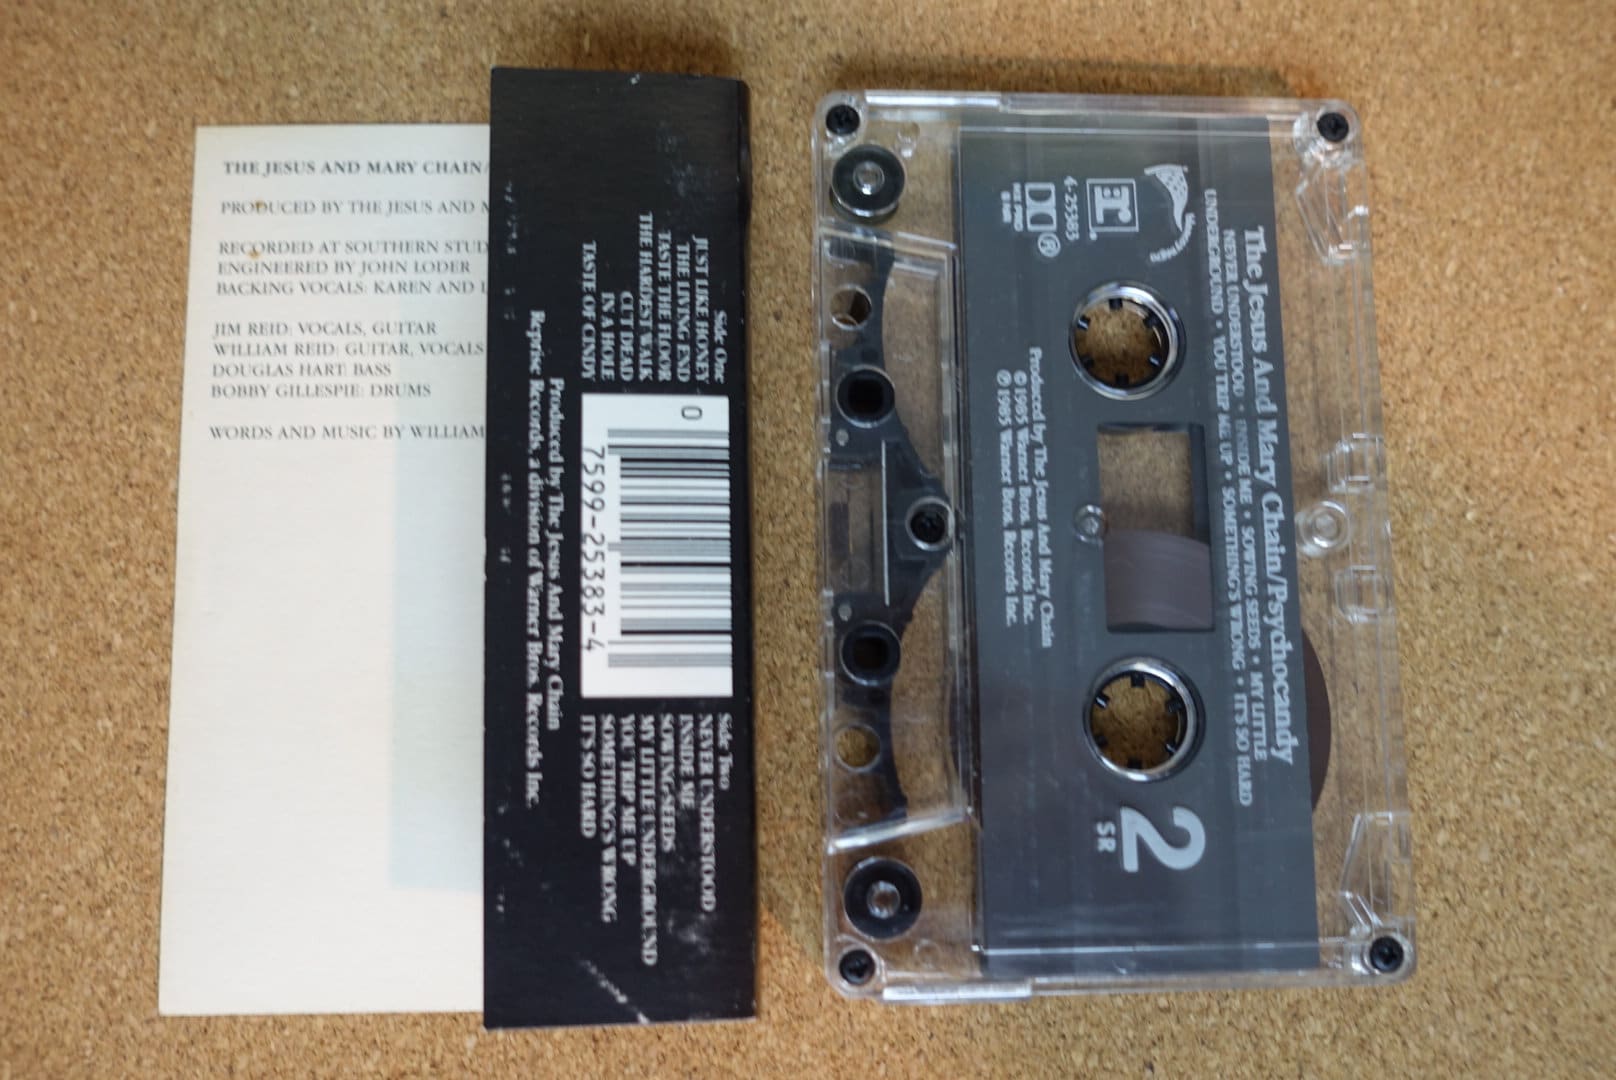 THE JESUS AND MARY CHAIN/
PRODUCED BY THE JESUS AND M
RECORDED AT SOUTHERN STUD
ENGINEERED BY JOHN LODER
BACKING VOCALS: KAREN AND L
JIM REID: VOCALS, GUITAR
WILLIAM REID: GUITAR, VOCALS
DOUGLAS HART: BASS
BOBBY GILLESPIE: DRUMS
WORDS AND MUSIC BY WILLIAM
Side One
JUST LIKE HONEY
THE LIVING END
TASTE THE FLOOR
THE HARDEST WALK
CUT DEAD
IN A HOLE
TASTE OF CINDY
0
7599-25383-4
Side Two
NEVER UNDERSTOOD
INSIDE ME
SOWING SEEDS
MY LITTLE UNDERGROUND
YOU TRIP ME UP
SOMETHING'S WRONG
IT'S SO HARD
Produced by The Jesus And Mary Chain
Reprise Records, a division of Warner Bros. Records Inc.
The Jesus And Mary Chain/Psychocandy
NEVER UNDERSTOOD • INSIDE ME • SOWING SEEDS • MY LITTLE
UNDERGROUND • YOU TRIP ME UP • SOMETHING'S WRONG • IT'S SO HARD
r
4-25383
2
SR
Produced by The Jesus And Mary Chain
© 1985 Warner Bros. Records Inc.
℗ 1985 Warner Bros. Records Inc.